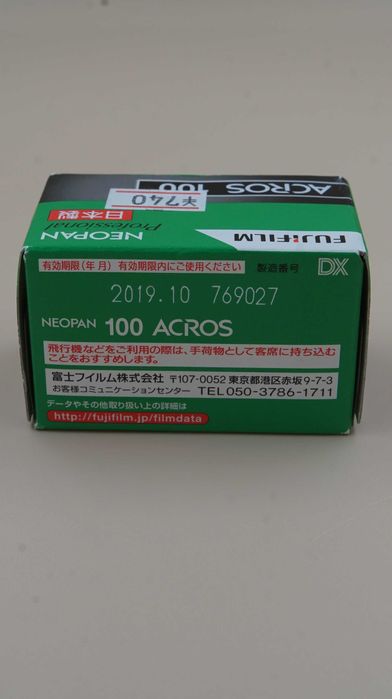 ACROS 100
¥740
日本製
Professional
NEOPAN
FUJIFILM
有効期限(年 月) 有効期限内にご使用ください
製造番号
DX
2019.10 769027
NEOPAN 100 ACROS
飛行機などをご利用の際は、手荷物として客席に持ち込む
ことをおすすめします。
富士フイルム株式会社 〒107-0052 東京都港区赤坂9-7-3
お客様コミュニケーションセンター TEL050-3786-1711
データやその他取り扱い上の詳細は
http://fujifilm.jp/filmdata